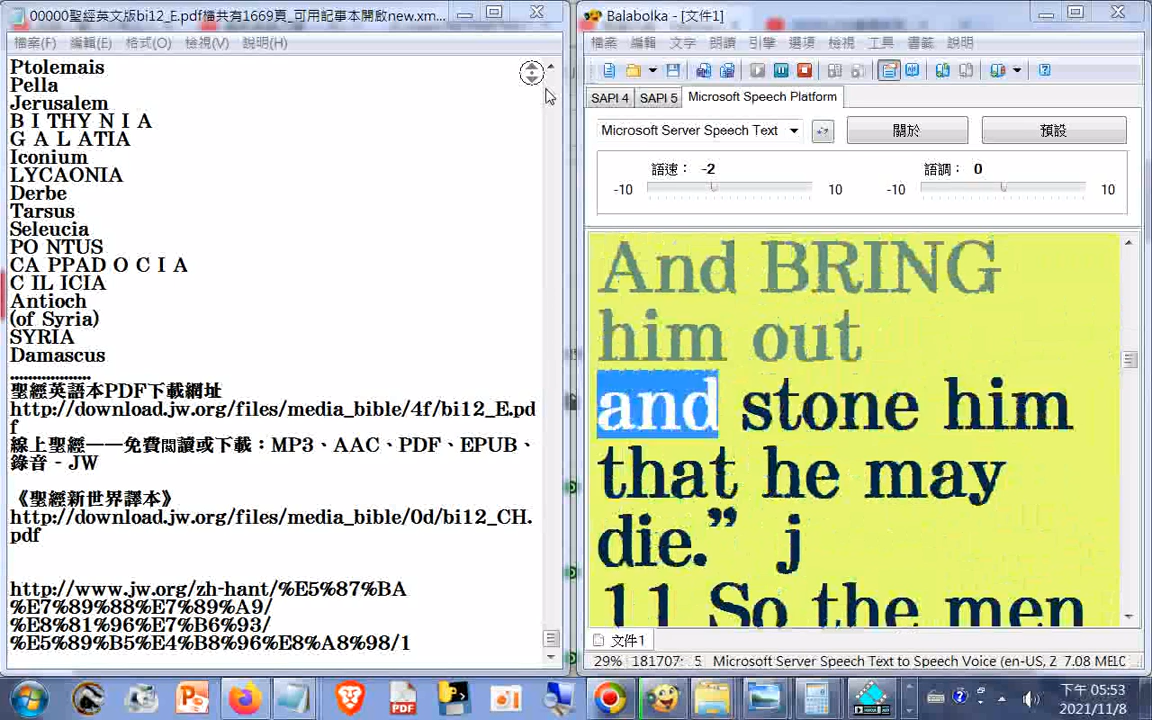 00000聖經英文版bi12_E.pdf檔共有1669頁_可用記事本開啟new.xm...
檔案(F) 編輯(E) 格式(O) 檢視(V) 說明(H)
Ptolemais
Pella
Jerusalem
B I THY N I A
G A L ATIA
Iconium
LYCAONIA
Derbe
Tarsus
Seleucia
PO NTUS
CA PPAD O C I A
C IL ICIA
Antioch
(of Syria)
SYRIA
Damascus
..................
聖經英語本PDF下載網址
http://download.jw.org/files/media_bible/4f/bi12_E.pd
f
線上聖經——免費閱讀或下載：MP3、AAC、PDF、EPUB、
錄音 - JW
《聖經新世界譯本》
http://download.jw.org/files/media_bible/0d/bi12_CH.
pdf
http://www.jw.org/zh-hant/%E5%87%BA
%E7%89%88%E7%89%A9/
%E8%81%96%E7%B6%93/
%E5%89%B5%E4%B8%96%E8%A8%98/1
Balabolka - [文件1]
檔案 編輯 文字 朗讀 引擎 選項 檢視 工具 書籤 說明
SAPI 4 SAPI 5 Microsoft Speech Platform
Microsoft Server Speech Text 關於 預設
語速： -2 語調： 0
-10 10 -10 10
And BRING
him out
and stone him
that he may
die.” j
11 So the men
文件1
29% 181707: 5 Microsoft Server Speech Text to Speech Voice (en-US, Z 7.08 MELC
PDF
下午 05:53
2021/11/8